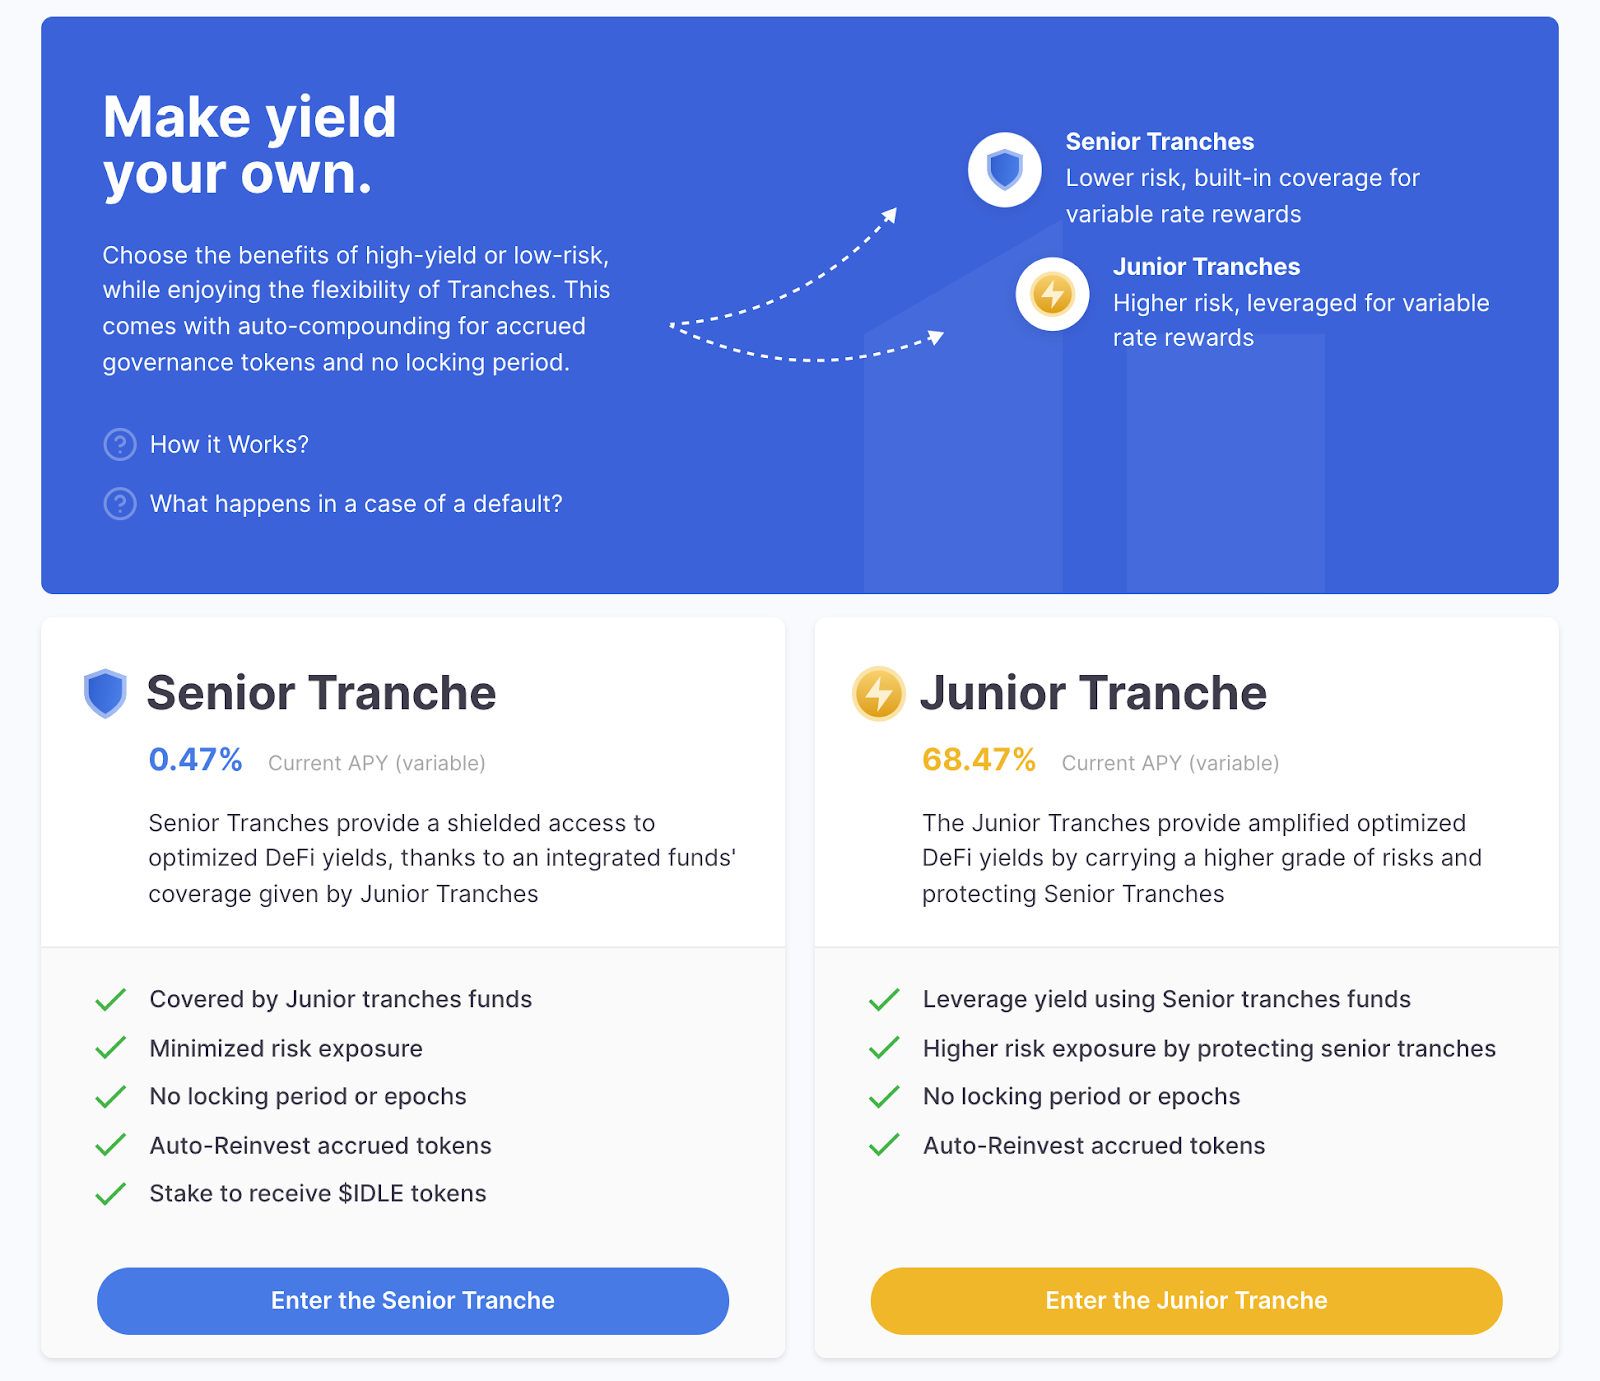 Make yield
your own.
Choose the benefits of high-yield or low-risk,
while enjoying the flexibility of Tranches. This
comes with auto-compounding for accrued
governance tokens and no locking period.
? How it Works?
? What happens in a case of a default?
Senior Tranches
Lower risk, built-in coverage for
variable rate rewards
Junior Tranches
Higher risk, leveraged for variable
rate rewards
Senior Tranche
0.47% Current APY (variable)
Senior Tranches provide a shielded access to
optimized DeFi yields, thanks to an integrated funds'
coverage given by Junior Tranches
Covered by Junior tranches funds
Minimized risk exposure
No locking period or epochs
Auto-Reinvest accrued tokens
Stake to receive $IDLE tokens
Enter the Senior Tranche
Junior Tranche
68.47% Current APY (variable)
The Junior Tranches provide amplified optimized
DeFi yields by carrying a higher grade of risks and
protecting Senior Tranches
Leverage yield using Senior tranches funds
Higher risk exposure by protecting senior tranches
No locking period or epochs
Auto-Reinvest accrued tokens
Enter the Junior Tranche